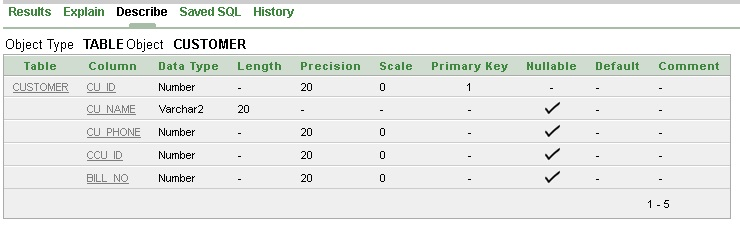 Results Explain Describe Saved SQL History
Object Type TABLE Object CUSTOMER
Table Column Data Type Length Precision Scale Primary Key Nullable Default Comment
CUSTOMER CU_ID Number - 20 0 1 - - -
CU_NAME Varchar2 20 - - - - -
CU_PHONE Number - 20 0 - - -
CCU_ID Number - 20 0 - - -
BILL_NO Number - 20 0 - - -
1 - 5